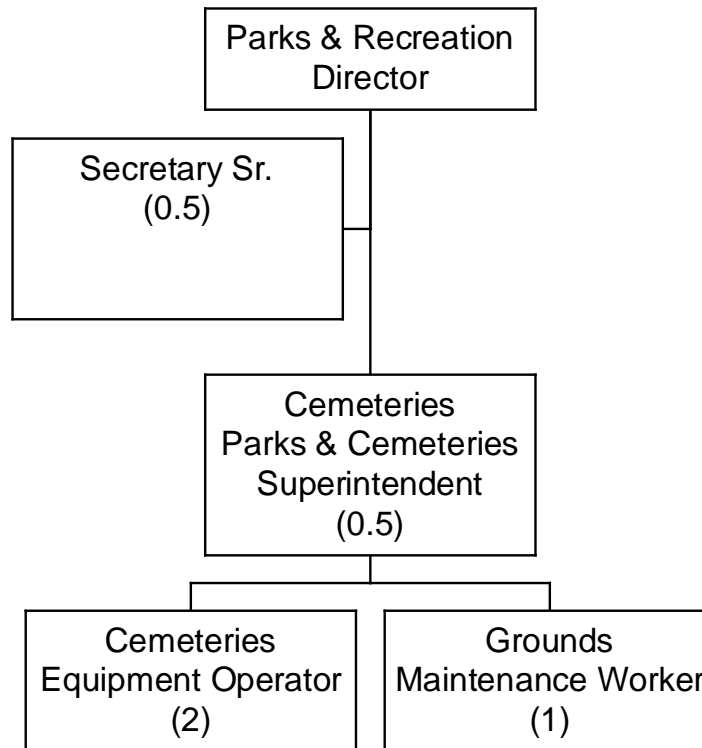 Parks & Recreation
Director
Secretary Sr.
(0.5)
Cemeteries
Parks & Cemeteries
Superintendent
(0.5)
Cemeteries
Equipment Operator
(2)
Grounds
Maintenance Worker
(1)